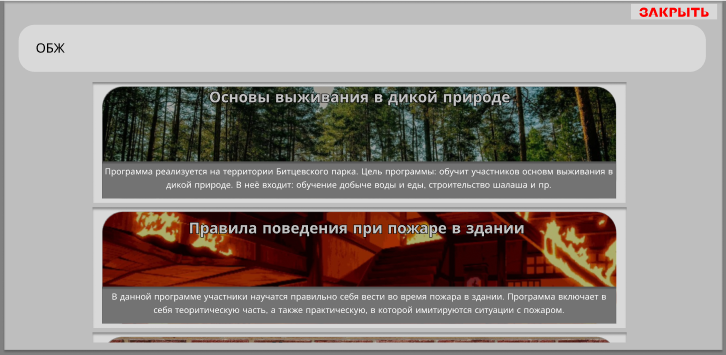 ЗАКРЫТЬ
ОБЖ
Основы выживания в дикой природе
Программа реализуется на территории Битцевского парка. Цель программы: обучит участников основм выживания в
дикой природе. В неё входит: обучение добыче воды и еды, строительство шалаша и пр.
Правила поведения при пожаре в здании
В данной программе участники научатся правильно себя вести во время пожара в здании. Программа включает в
себя теоритическую часть, а также практическую, в которой имитируются ситуации с пожаром.